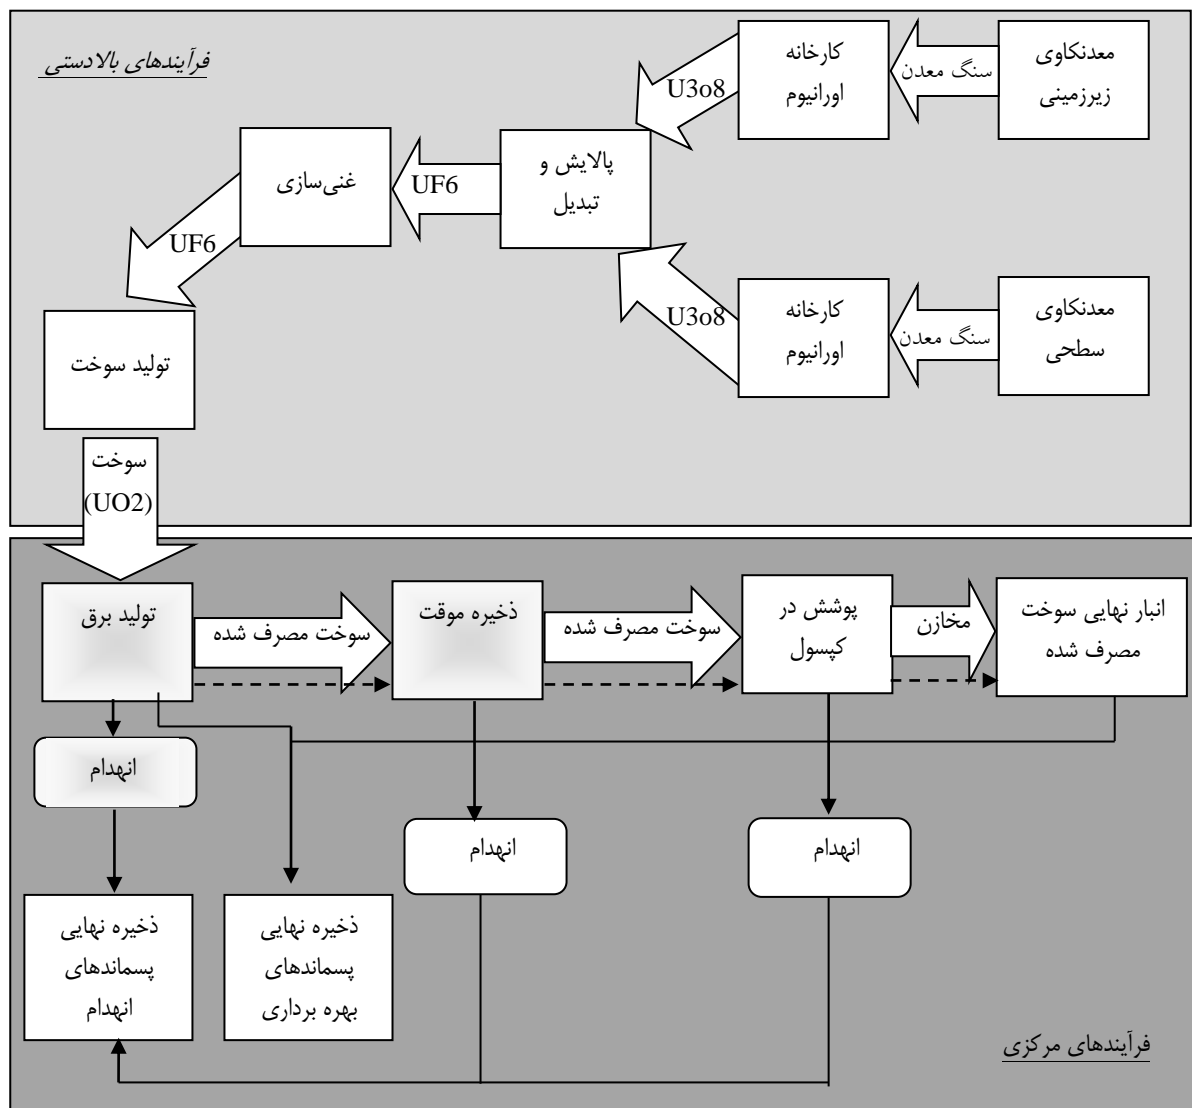 فرآیندهای بالادستی
معدنکاوی
زیرزمینی
سنگ معدن
کارخانه
اورانیوم
U3o8
پالایش و
تبدیل
UF6
غنی‌سازی
UF6
معدنکاوی
سطحی
سنگ معدن
کارخانه
اورانیوم
U3o8
تولید سوخت
سوخت
(UO2)
تولید برق
سوخت مصرف شده
ذخیره موقت
سوخت مصرف شده
پوشش در
کپسول
مخازن
انبار نهایی سوخت
مصرف شده
انهدام
انهدام
انهدام
ذخیره نهایی
پسماندهای
انهدام
ذخیره نهایی
پسماندهای
بهره برداری
فرآیندهای مرکزی